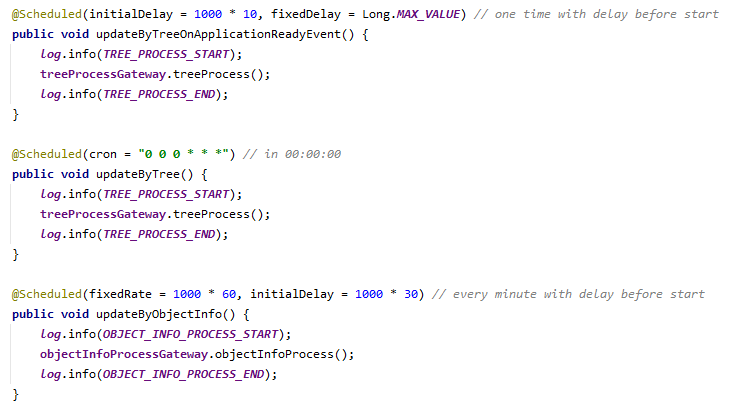 @Scheduled(initialDelay = 1000 * 10, fixedDelay = Long.MAX_VALUE) // one time with delay before start
public void updateByTreeOnApplicationReadyEvent() {
    log.info(TREE_PROCESS_START);
    treeProcessGateway.treeProcess();
    log.info(TREE_PROCESS_END);
}

@Scheduled(cron = "0 0 0 * * *") // in 00:00:00
public void updateByTree() {
    log.info(TREE_PROCESS_START);
    treeProcessGateway.treeProcess();
    log.info(TREE_PROCESS_END);
}

@Scheduled(fixedRate = 1000 * 60, initialDelay = 1000 * 30) // every minute with delay before start
public void updateByObjectInfo() {
    log.info(OBJECT_INFO_PROCESS_START);
    objectInfoProcessGateway.objectInfoProcess();
    log.info(OBJECT_INFO_PROCESS_END);
}